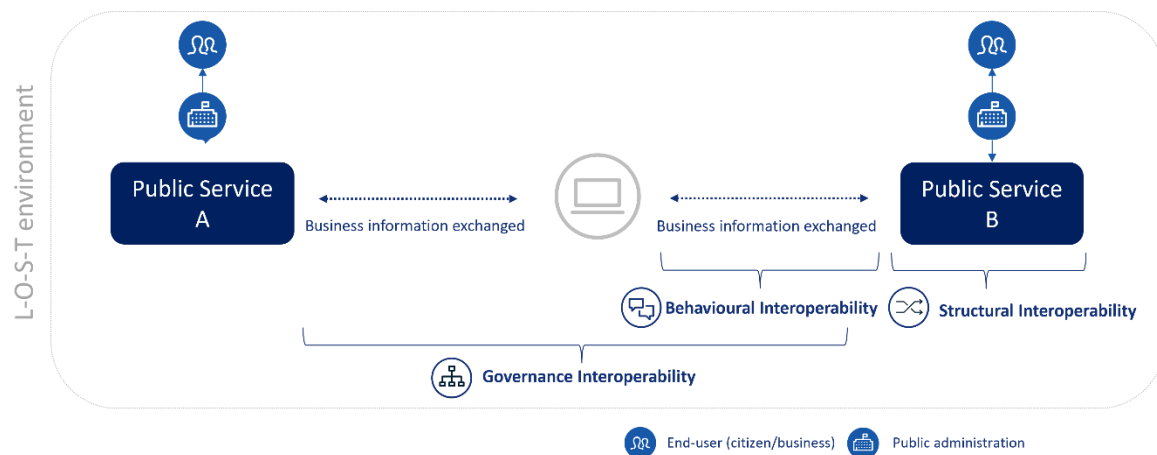 L-O-S-T environment
Public Service
A
Public Service
B
Business information exchanged
Business information exchanged
Behavioural Interoperability
Structural Interoperability
Governance Interoperability
End-user (citizen/business)
Public administration